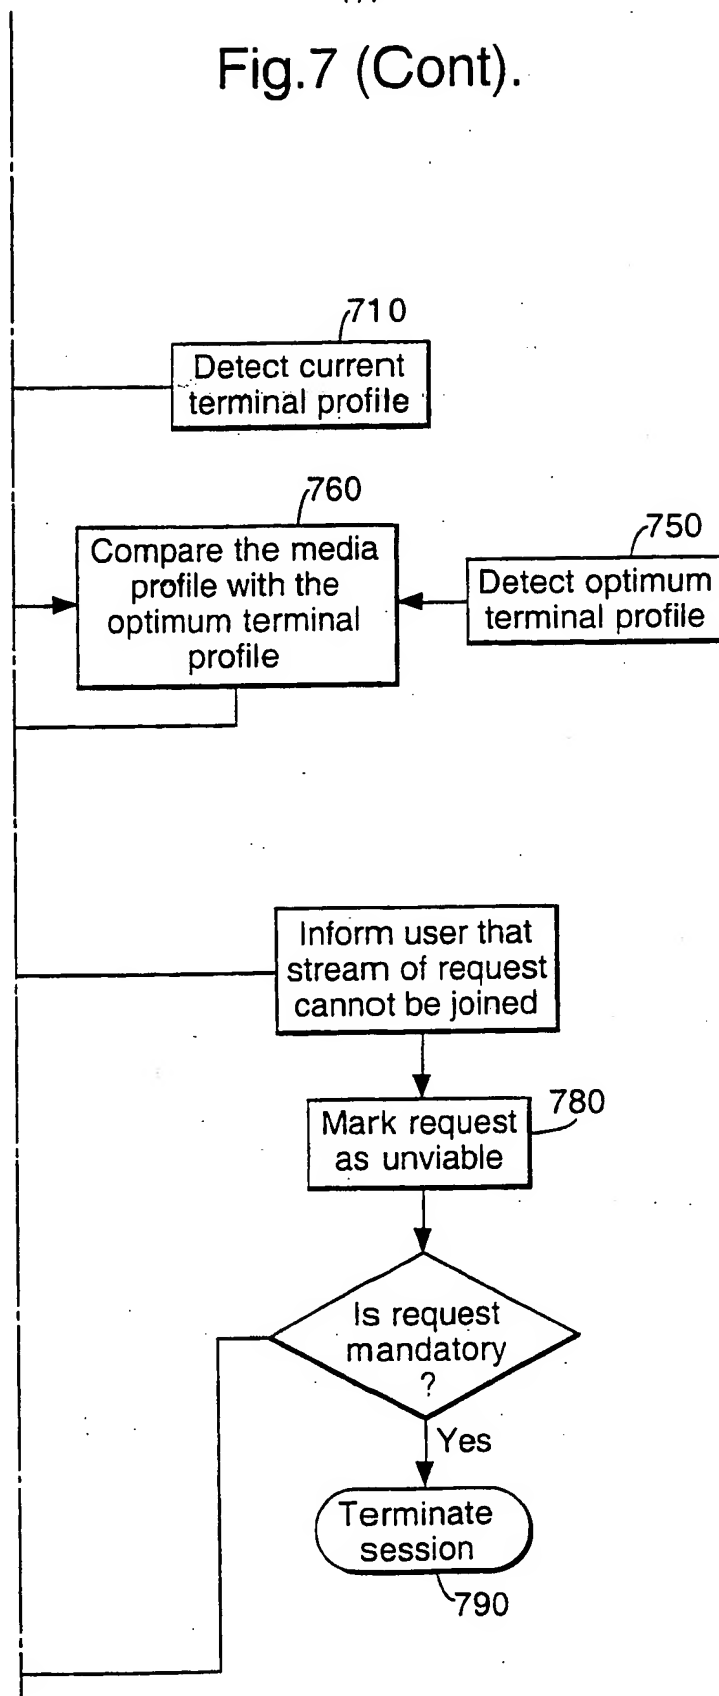 Fig.7 (Cont).
710
Detect current
terminal profile
760
Compare the media
profile with the
optimum terminal
profile
750
Detect optimum
terminal profile
Inform user that
stream of request
cannot be joined
780
Mark request
as unviable
Is request
mandatory
?
Yes
Terminate
session
790